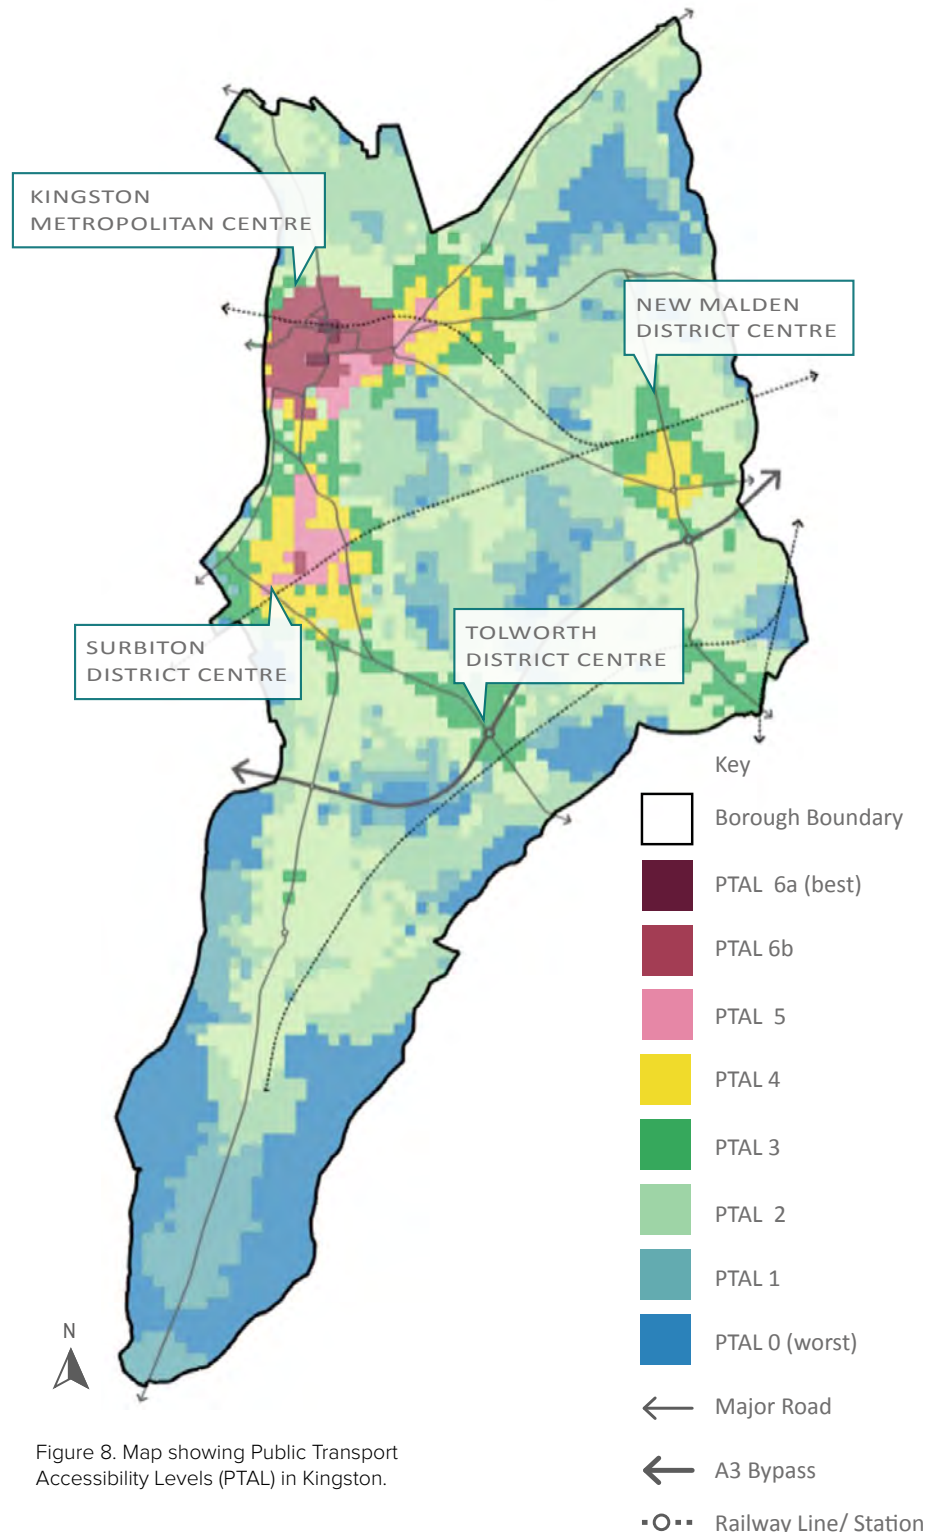 KINGSTON
METROPOLITAN CENTRE
NEW MALDEN
DISTRICT CENTRE
SURBITON
DISTRICT CENTRE
TOLWORTH
DISTRICT CENTRE
Key
Borough Boundary
PTAL 6a (best)
PTAL 6b
PTAL 5
PTAL 4
PTAL 3
PTAL 2
PTAL 1
PTAL 0 (worst)
Major Road
A3 Bypass
Railway Line/ Station
N
Figure 8. Map showing Public Transport
Accessibility Levels (PTAL) in Kingston.